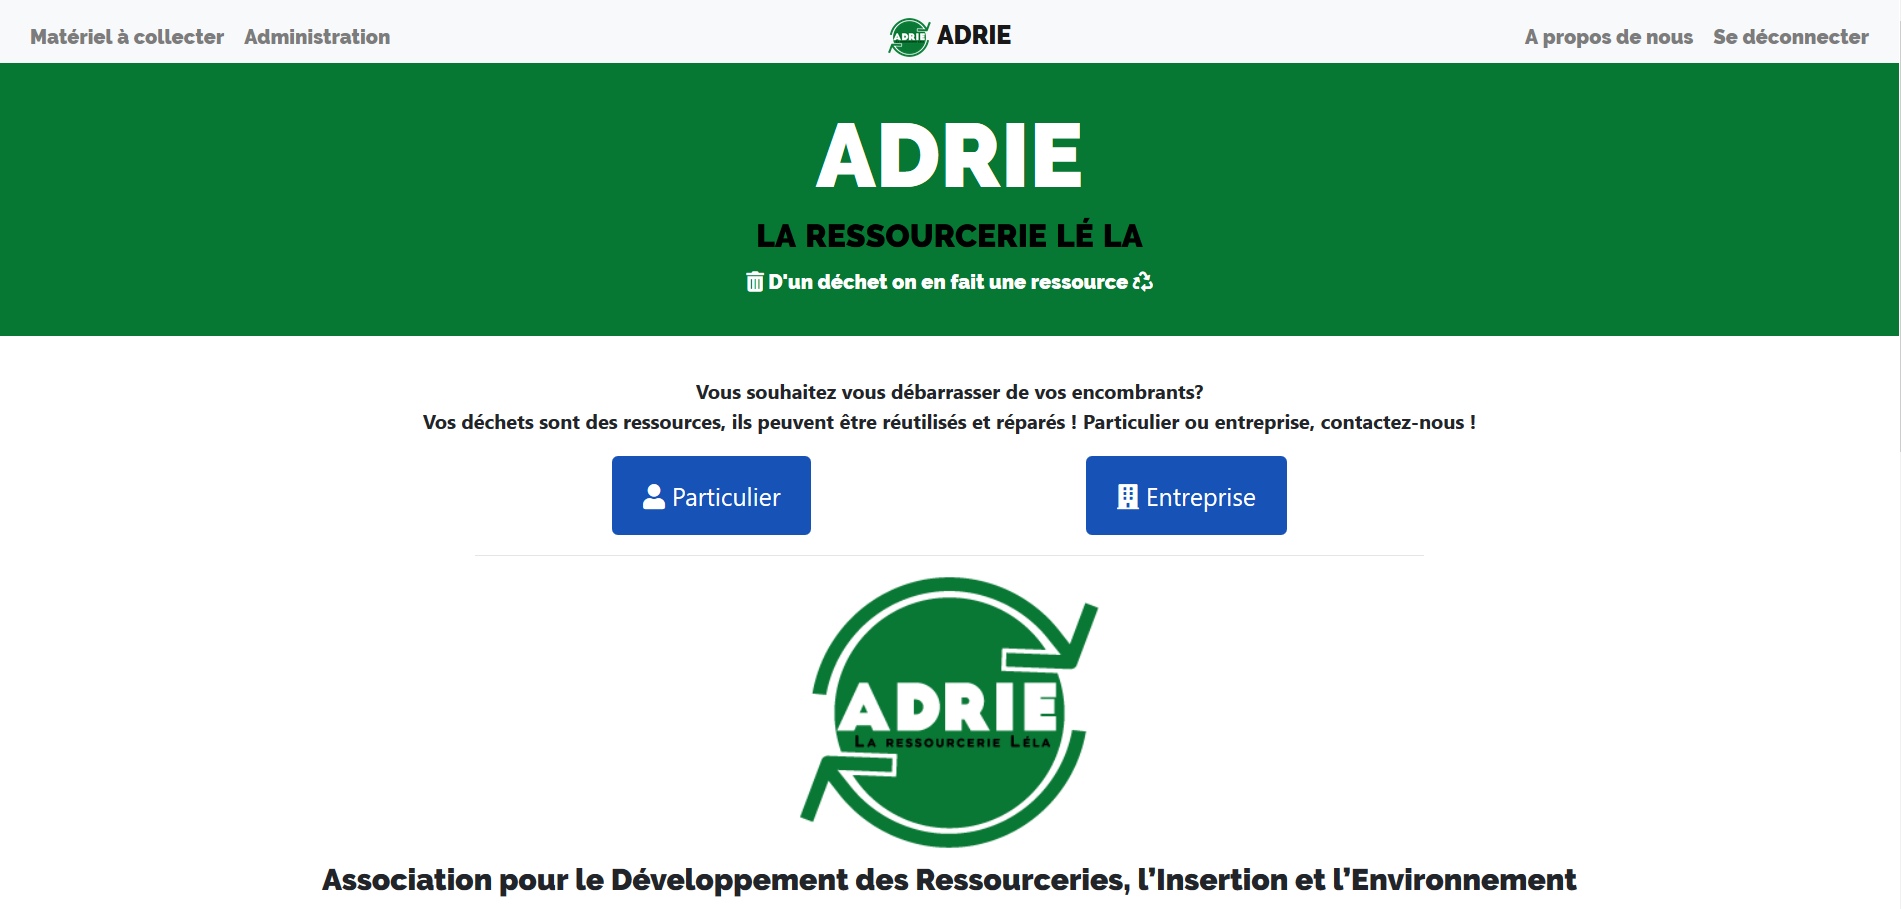 Matériel à collecter Administration ADRIE ADRIE A propos de nous Se déconnecter
ADRIE
LA RESSOURCERIE LÉ LA
D'un déchet on en fait une ressource
Vous souhaitez vous débarrasser de vos encombrants?
Vos déchets sont des ressources, ils peuvent être réutilisés et réparés ! Particulier ou entreprise, contactez-nous !
Particulier Entreprise
ADRIE
LA RESSOURCERIE LÉLA
Association pour le Développement des Ressourceries, l’Insertion et l’Environnement